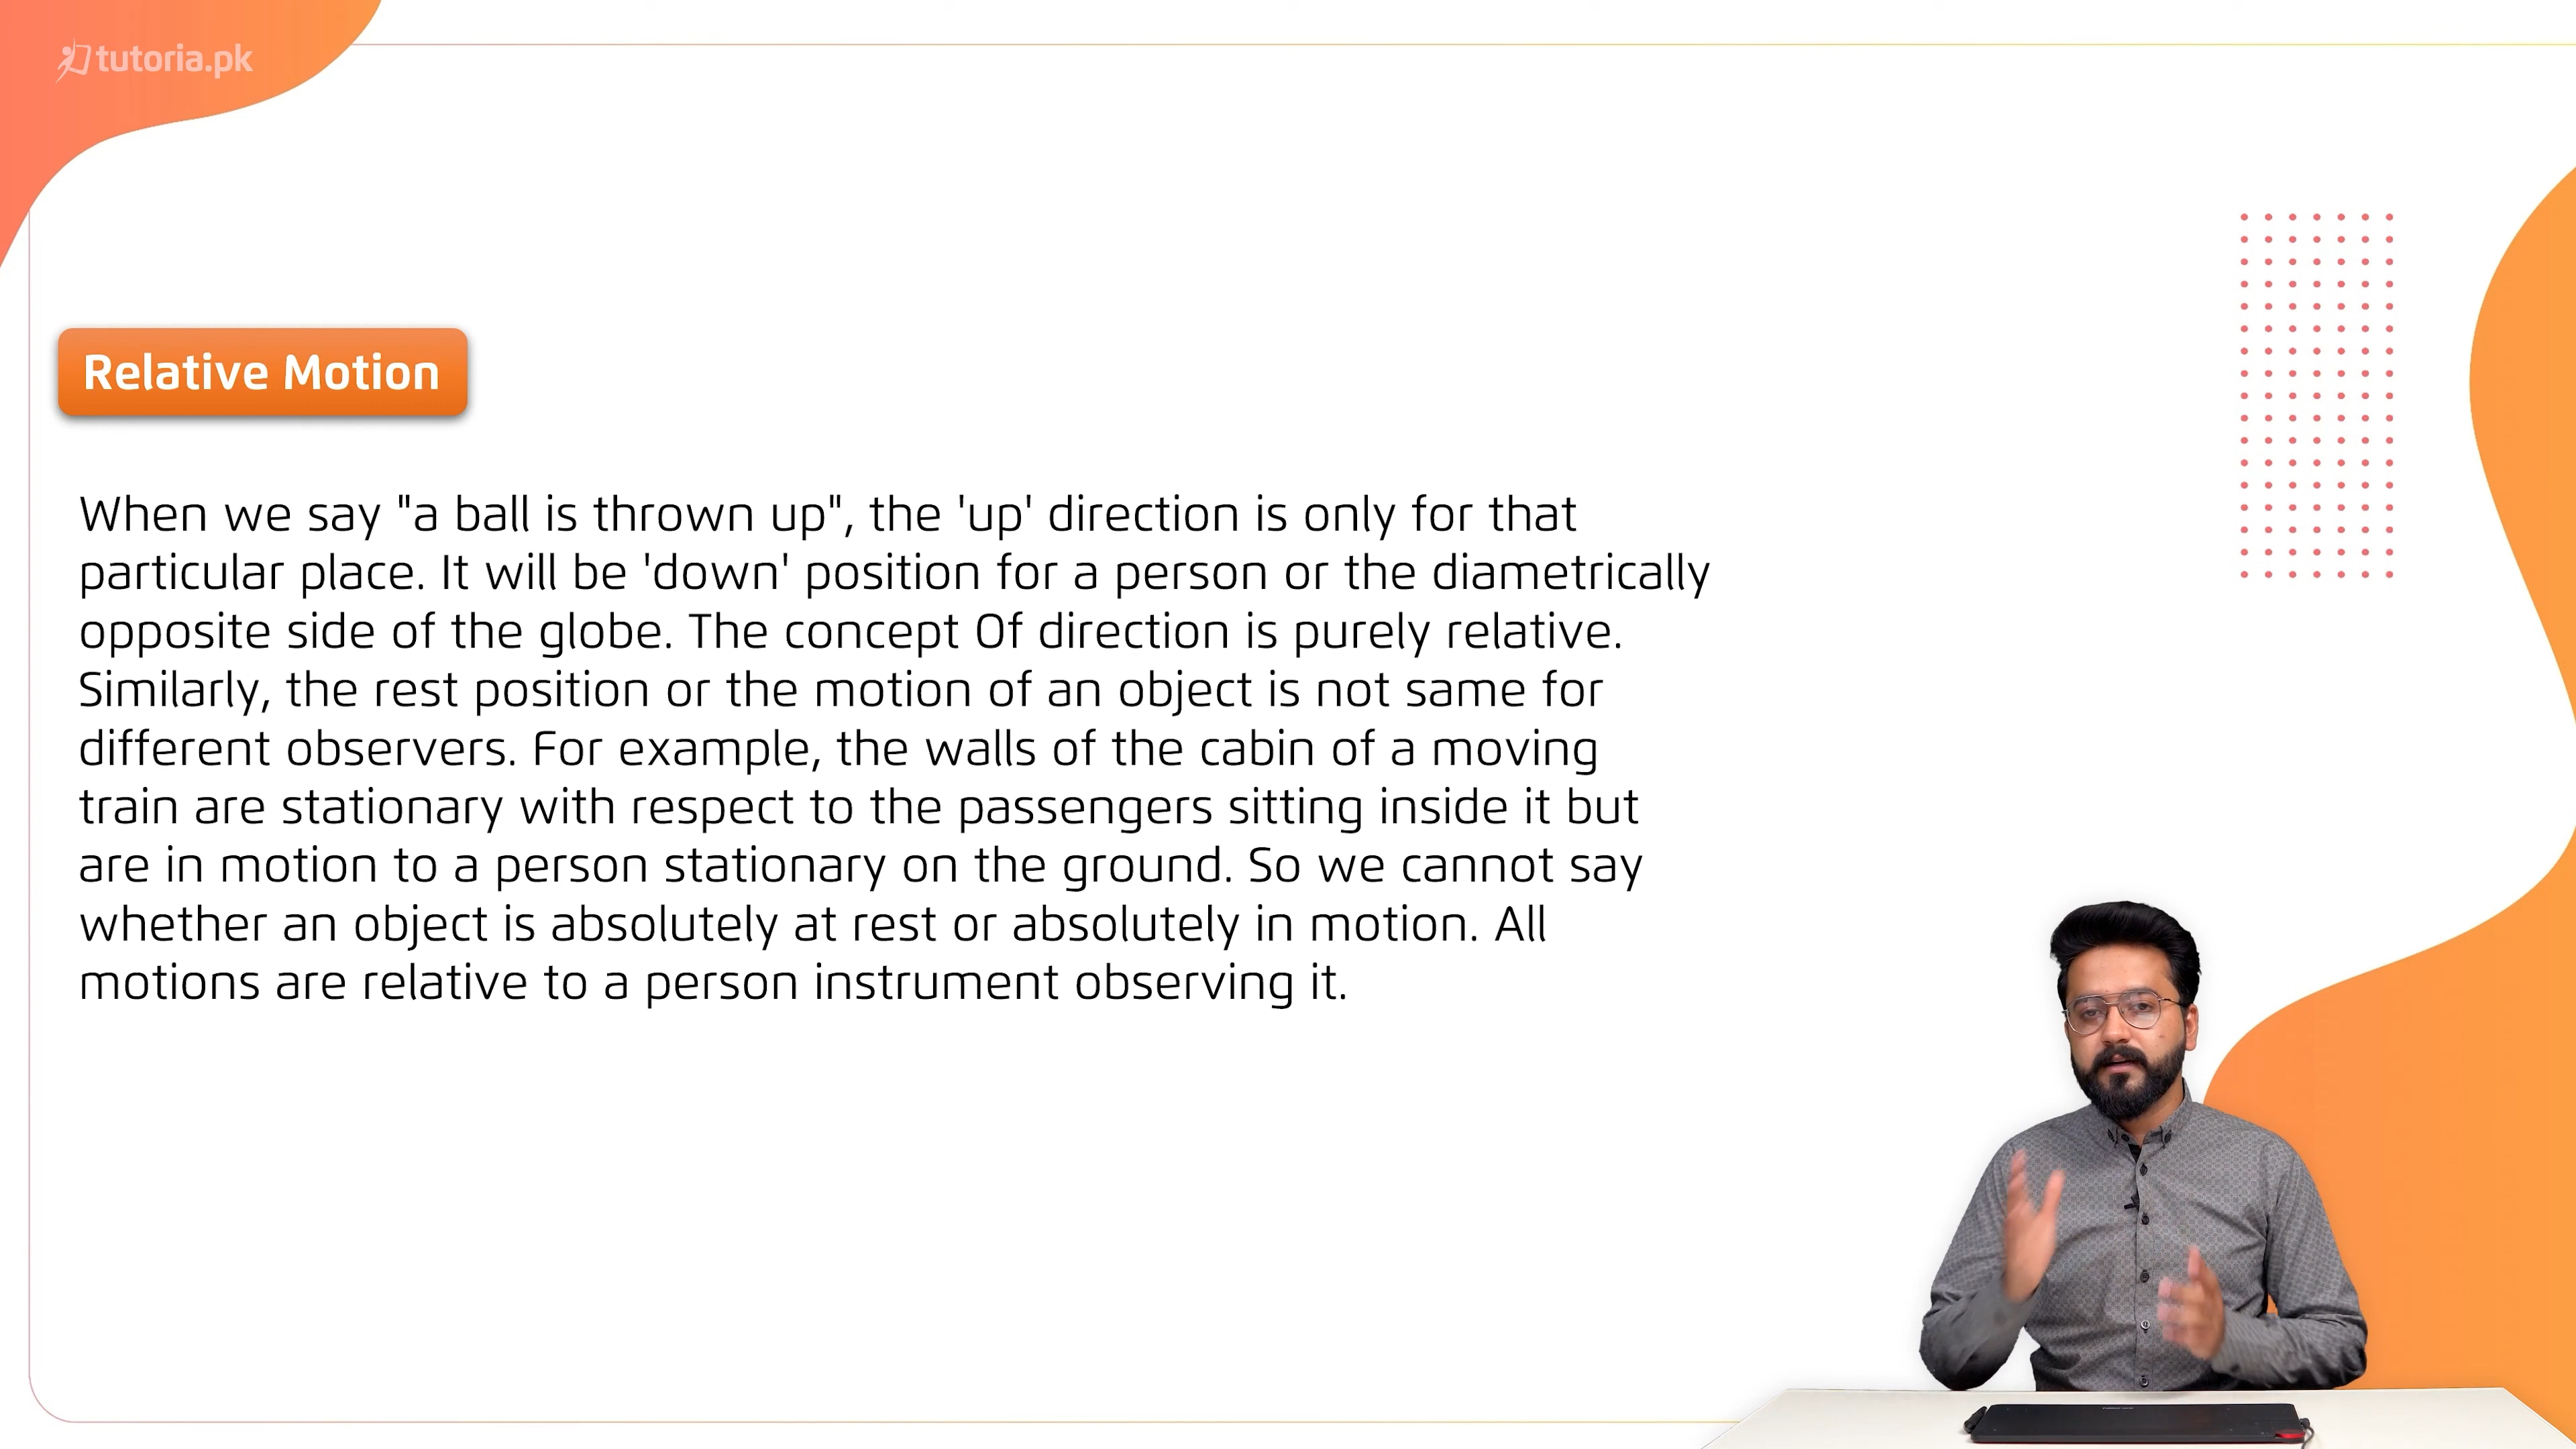 tutoria.pk
Relative Motion
When we say "a ball is thrown up", the 'up' direction is only for that
particular place. It will be 'down' position for a person or the diametrically
opposite side of the globe. The concept Of direction is purely relative.
Similarly, the rest position or the motion of an object is not same for
different observers. For example, the walls of the cabin of a moving
train are stationary with respect to the passengers sitting inside it but
are in motion to a person stationary on the ground. So we cannot say
whether an object is absolutely at rest or absolutely in motion. All
motions are relative to a person instrument observing it.